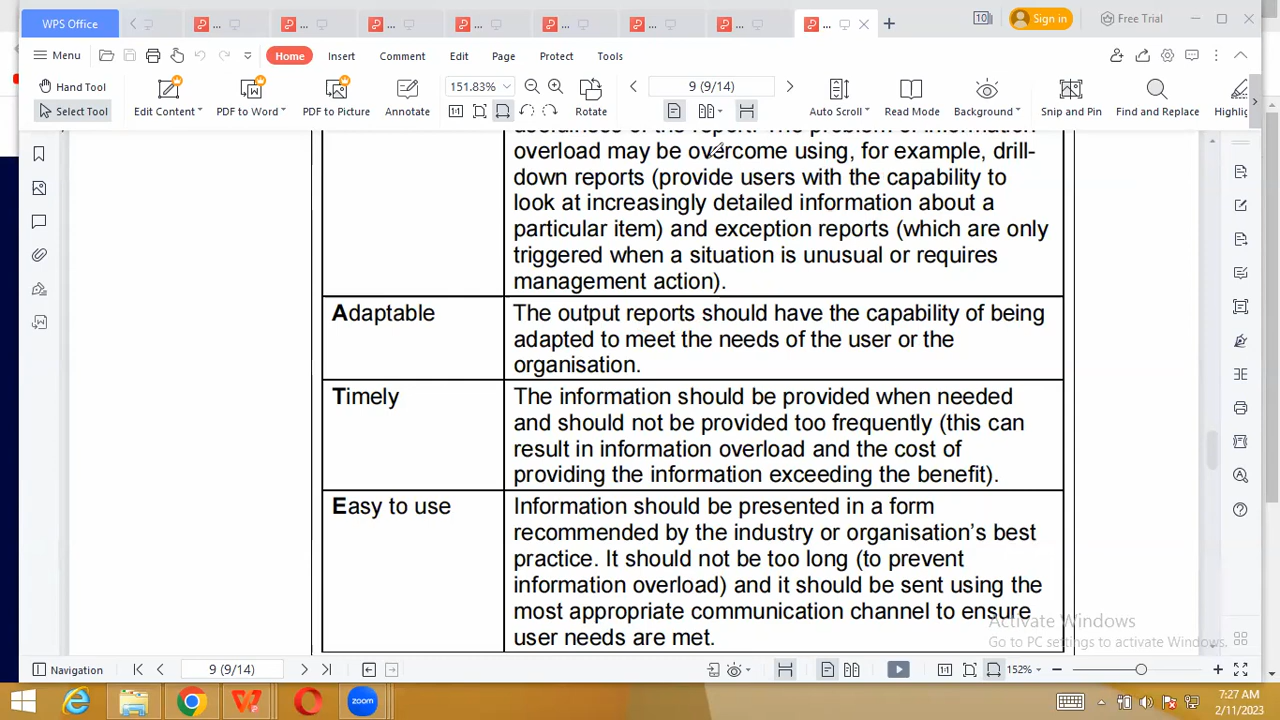 WPS Office
...
...
...
...
...
...
...
...
Sign in
Free Trial
Menu
Home
Insert
Comment
Edit
Page
Protect
Tools
Hand Tool
Select Tool
Edit Content
PDF to Word
PDF to Picture
Annotate
151.83%
Rotate
9 (9/14)
Auto Scroll
Read Mode
Background
Snip and Pin
Find and Replace
Highlig
usefulness of the report. The problem of information
overload may be overcome using, for example, drill-
down reports (provide users with the capability to
look at increasingly detailed information about a
particular item) and exception reports (which are only
triggered when a situation is unusual or requires
management action).
Adaptable
The output reports should have the capability of being
adapted to meet the needs of the user or the
organisation.
Timely
The information should be provided when needed
and should not be provided too frequently (this can
result in information overload and the cost of
providing the information exceeding the benefit).
Easy to use
Information should be presented in a form
recommended by the industry or organisation's best
practice. It should not be too long (to prevent
information overload) and it should be sent using the
most appropriate communication channel to ensure
user needs are met.
Activate Windows
Go to PC settings to activate Windows.
Navigation
9 (9/14)
152%
zoom
7:27 AM
2/11/2023